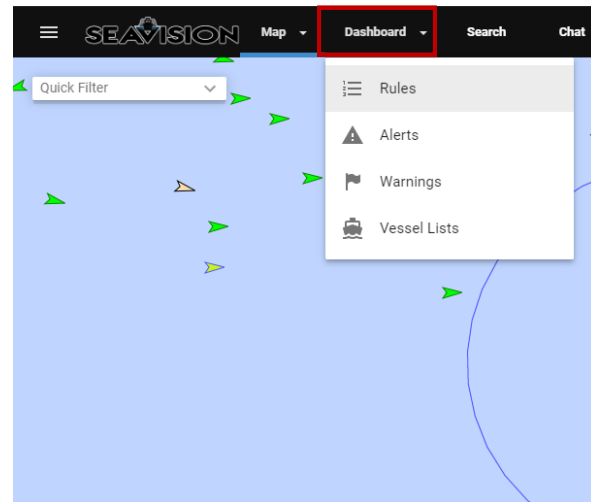 SEAVISION Map Dashboard Search Chat
Quick Filter
Rules
Alerts
Warnings
Vessel Lists